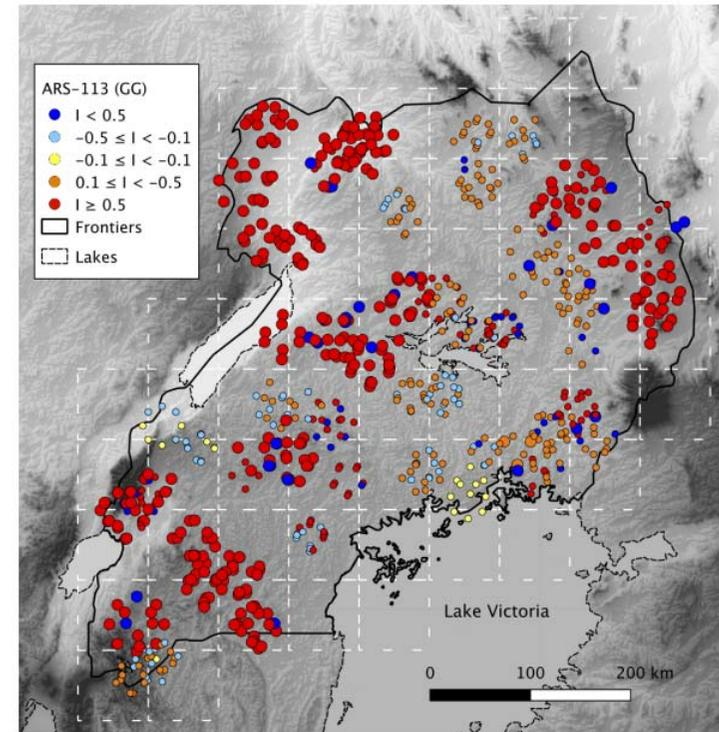 ARS-113 (GG)
I < 0.5
-0.5 ≤ I < -0.1
-0.1 ≤ I < -0.1
0.1 ≤ I < -0.5
I ≥ 0.5
Frontiers
Lakes
Lake Victoria
0 100 200 km